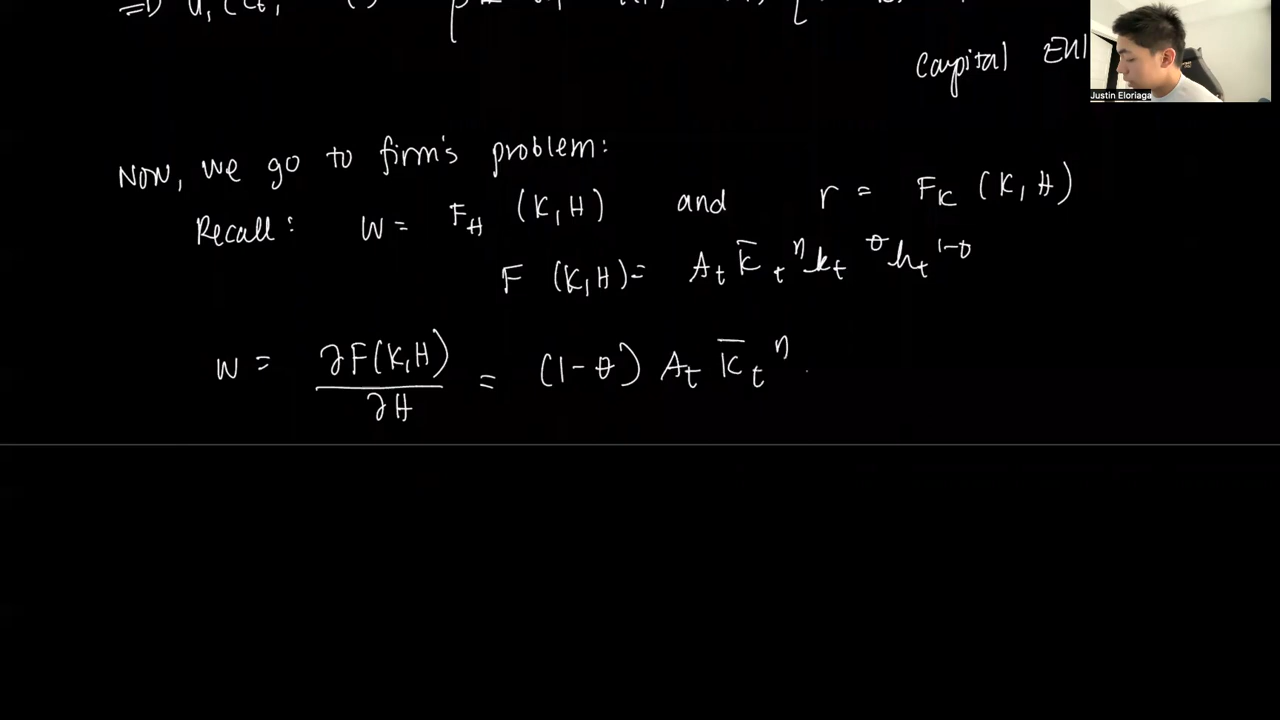 Capital
Justin Eloriaga
Now, we go to firm's problem:
Recall: W = F_H (K, H) and r = F_K (K, H)
F (K, H) = A_t K̄_t^η k_t^θ h_t^{1-θ}
W = ∂F(K,H)/∂H = (1-θ) A_t K̄_t^η